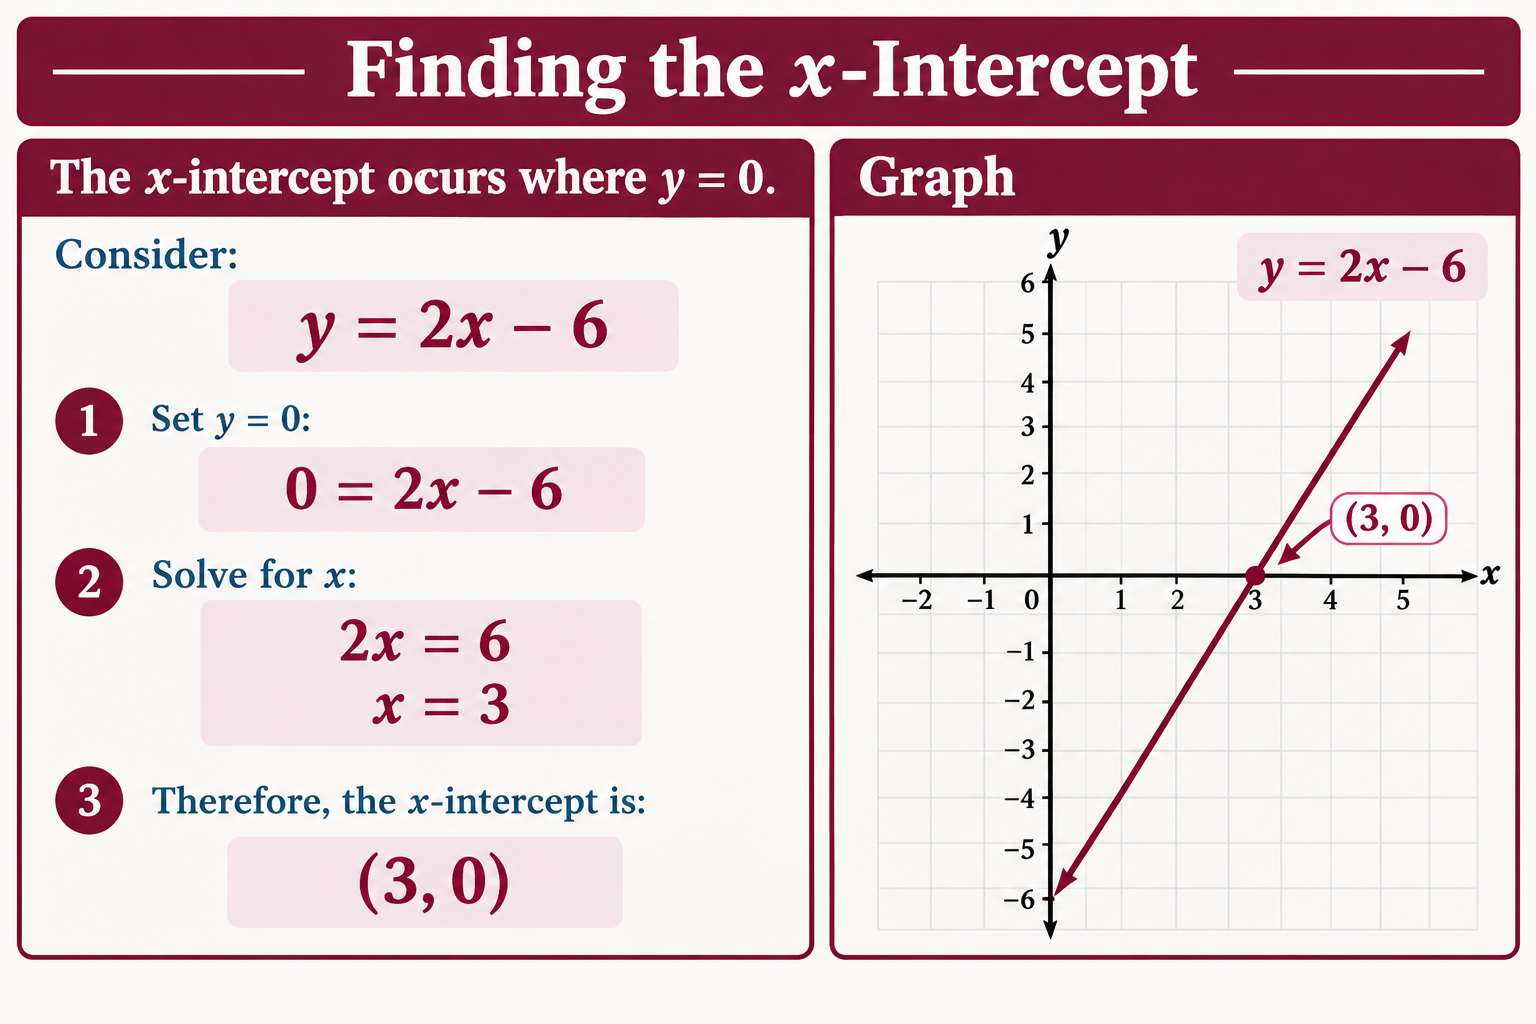 Finding the x-Intercept
The x-intercept ocurs where y = 0.
Consider:
y = 2x − 6
1 Set y = 0:
0 = 2x − 6
2 Solve for x:
2x = 6
x = 3
3 Therefore, the x-intercept is:
(3, 0)
Graph
y
y = 2x − 6
6
5
4
3
2
1
(3, 0)
x
−2 −1 0 1 2 3 4 5
−1
−2
−3
−4
−5
−6